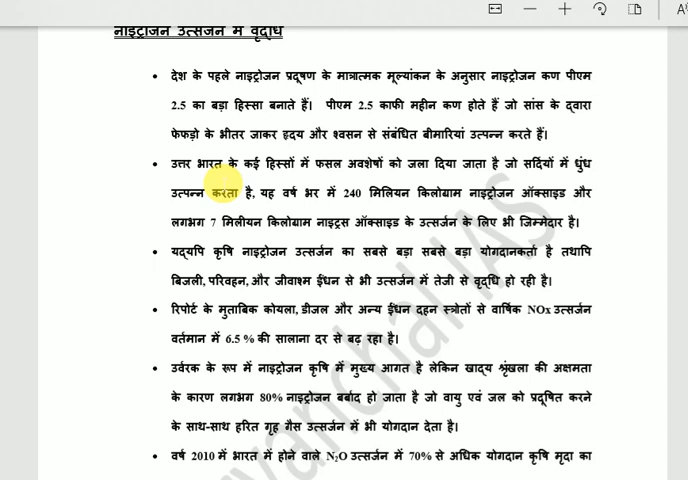 नाइट्रोजन उत्सर्जन में वृद्धि
• देश के पहले नाइट्रोजन प्रदूषण के मात्रात्मक मूल्यांकन के अनुसार नाइट्रोजन कण पीएम
2.5 का बड़ा हिस्सा बनाते हैं। पीएम 2.5 काफी महीन कण होते हैं जो सांस के द्वारा
फेफड़ो के भीतर जाकर हृदय और श्वसन से संबंधित बीमारियां उत्पन्न करते हैं।
• उत्तर भारत के कई हिस्सों में फसल अवशेषों को जला दिया जाता है जो सर्दियों में धुंध
उत्पन्न करता है, यह वर्ष भर में 240 मिलियन किलोग्राम नाइट्रोजन ऑक्साइड और
लगभग 7 मिलीयन किलोग्राम नाइट्रस ऑक्साइड के उत्सर्जन के लिए भी जिम्मेदार है।
• यद्यपि कृषि नाइट्रोजन उत्सर्जन का सबसे बड़ा सबसे बड़ा योगदानकर्ता है तथापि
बिजली, परिवहन, और जीवाश्म ईंधन से भी उत्सर्जन में तेजी से वृद्धि हो रही है।
• रिपोर्ट के मुताबिक कोयला, डीजल और अन्य ईंधन दहन स्त्रोतों से वार्षिक NOx उत्सर्जन
वर्तमान में 6.5 % की सालाना दर से बढ़ रहा है।
• उर्वरक के रूप में नाइट्रोजन कृषि में मुख्य आगत है लेकिन खाद्य श्रृंखला की अक्षमता
के कारण लगभग 80% नाइट्रोजन बर्बाद हो जाता है जो वायु एवं जल को प्रदूषित करने
के साथ-साथ हरित गृह गैस उत्सर्जन में भी योगदान देता है।
• वर्ष 2010 में भारत में होने वाले N₂O उत्सर्जन में 70% से अधिक योगदान कृषि मृदा का